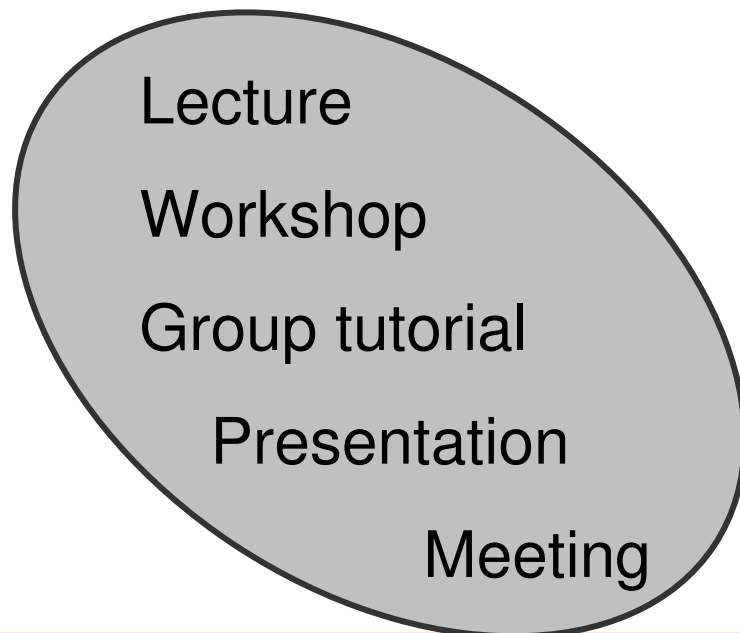 Lecture
Workshop
Group tutorial
Presentation
Meeting